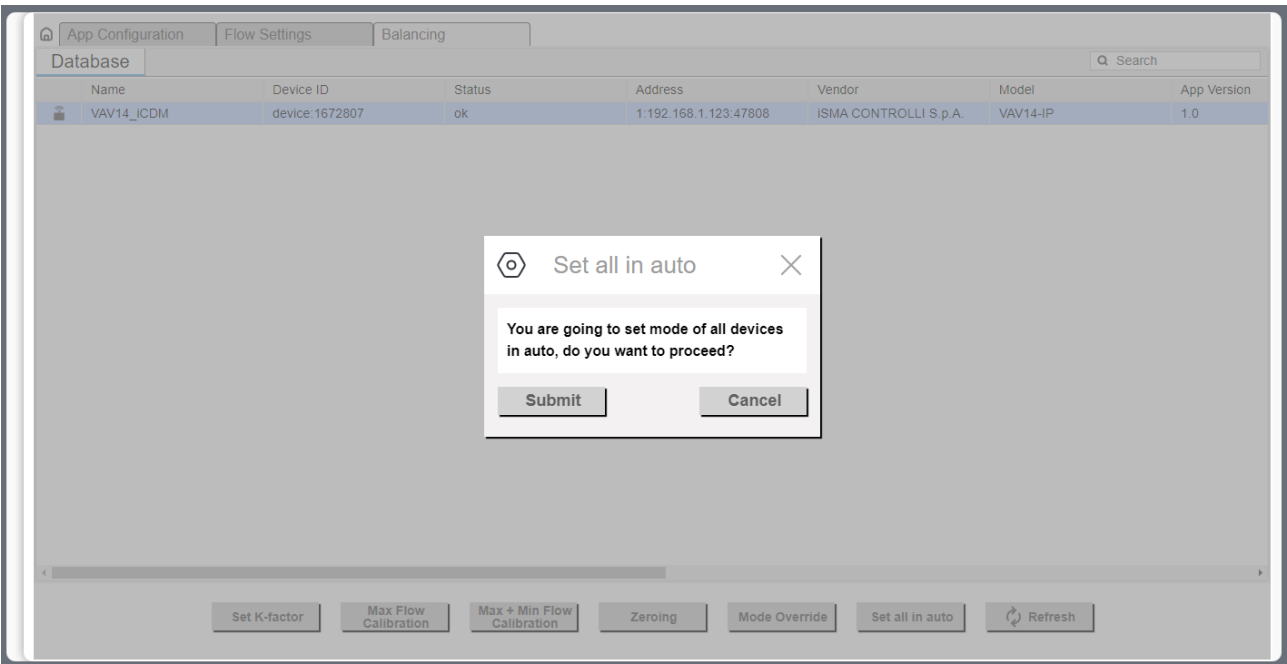 App Configuration Flow Settings Balancing
Database
Search
Name Device ID Status Address Vendor Model App Version
VAV14_iCDM device:1672807 ok 1:192.168.1.123:47808 iSMA CONTROLLI S.p.A. VAV14-IP 1.0
Set all in auto
You are going to set mode of all devices
in auto, do you want to proceed?
Submit Cancel
Set K-factor
Max Flow
Calibration
Max + Min Flow
Calibration
Zeroing
Mode Override
Set all in auto
Refresh